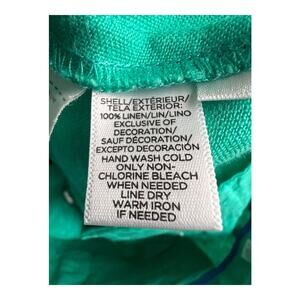 SHELL/EXTÉRIEUR/
TELA EXTERIOR:
100% LINEN/LIN/LINO
EXCLUSIVE OF
DECORATION/
SAUF DÉCORATION/
EXCEPTO DECORACIÓN
HAND WASH COLD
ONLY NON-
CHLORINE BLEACH
WHEN NEEDED
LINE DRY
WARM IRON
IF NEEDED